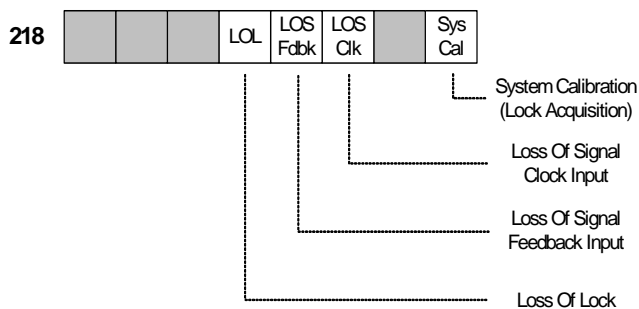 218
LOL
LOS
Fdbk
LOS
Clk
Sys
Cal
System Calibration
(Lock Acquisition)
Loss Of Signal
Clock Input
Loss Of Signal
Feedback Input
Loss Of Lock